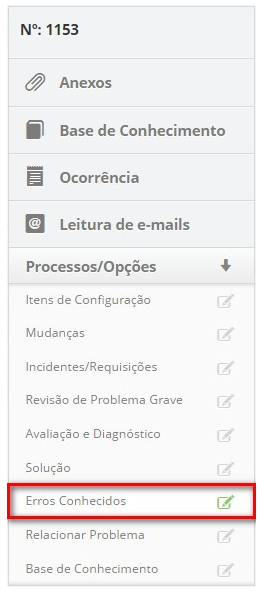 Nº: 1153
Anexos
Base de Conhecimento
Ocorrência
Leitura de e-mails
Processos/Opções
Itens de Configuração
Mudanças
Incidentes/Requisições
Revisão de Problema Grave
Avaliação e Diagnóstico
Solução
Erros Conhecidos
Relacionar Problema
Base de Conhecimento